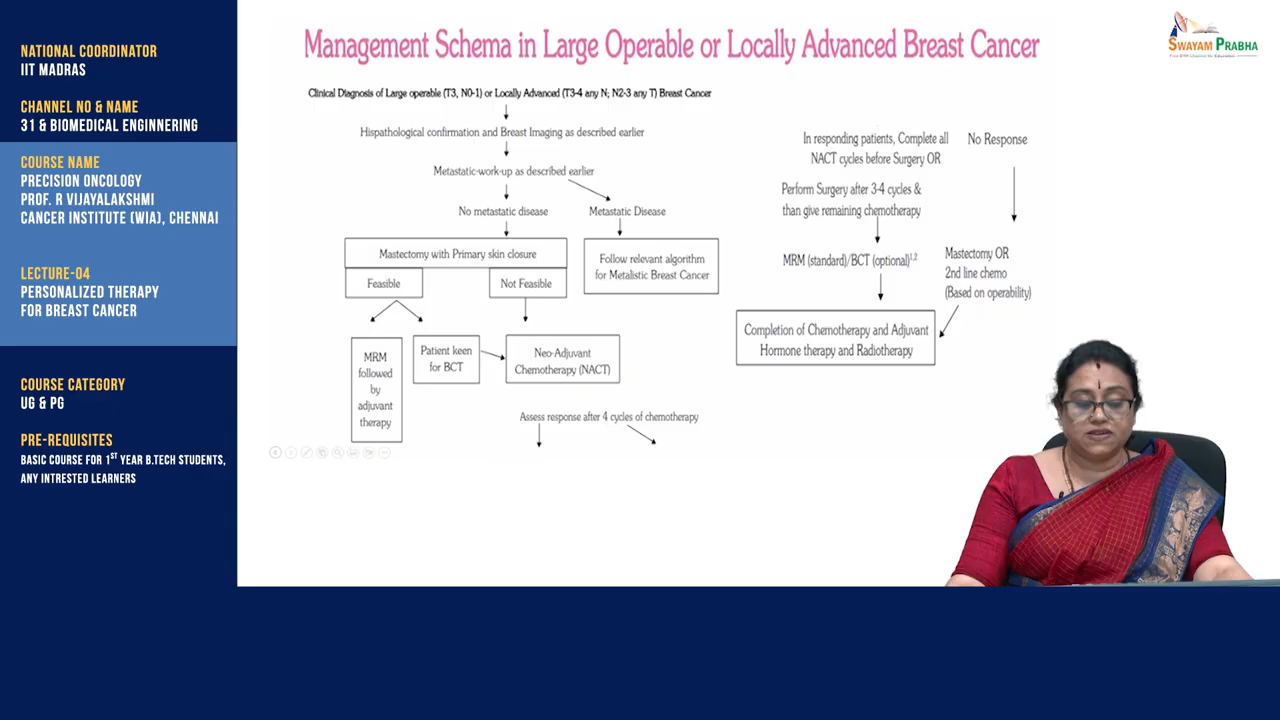 NATIONAL COORDINATOR
IIT MADRAS
CHANNEL NO & NAME
31 & BIOMEDICAL ENGINNERING
COURSE NAME
PRECISION ONCOLOGY
PROF. R VIJAYALAKSHMI
CANCER INSTITUTE (WIA), CHENNAI
LECTURE-04
PERSONALIZED THERAPY
FOR BREAST CANCER
COURSE CATEGORY
UG & PG
PRE-REQUISITES
BASIC COURSE FOR 1ST YEAR B.TECH STUDENTS,
ANY INTRESTED LEARNERS
Management Schema in Large Operable or Locally Advanced Breast Cancer
Clinical Diagnosis of Large operable (T3, N0-1) or Locally Advanced (T3-4 any N; N2-3 any T) Breast Cancer
Hispathological confirmation and Breast Imaging as described earlier
Metastatic-work-up as described earlier
No metastatic disease
Metastatic Disease
Mastectomy with Primary skin closure
Feasible
Not Feasible
Follow relevant algorithm
for Metalistic Breast Cancer
MRM
followed
by
adjuvant
therapy
Patient keen
for BCT
Neo-Adjuvant
Chemotherapy (NACT)
Assess response after 4 cycles of chemotherapy
In responding patients, Complete all
NACT cycles before Surgery OR
Perform Surgery after 3-4 cycles &
than give remaining chemotherapy
MRM (standard)/BCT (optional)1,2
No Response
Mastectomy OR
2nd line chemo
(Based on operability)
Completion of Chemotherapy and Adjuvant
Hormone therapy and Radiotherapy
SWAYAM PRABHA